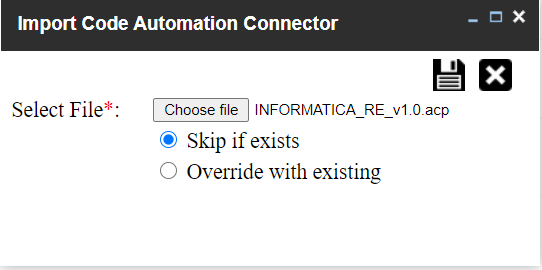 Import Code Automation Connector
Select File*: Choose file INFORMATICA_RE_v1.0.acp
Skip if exists
Override with existing